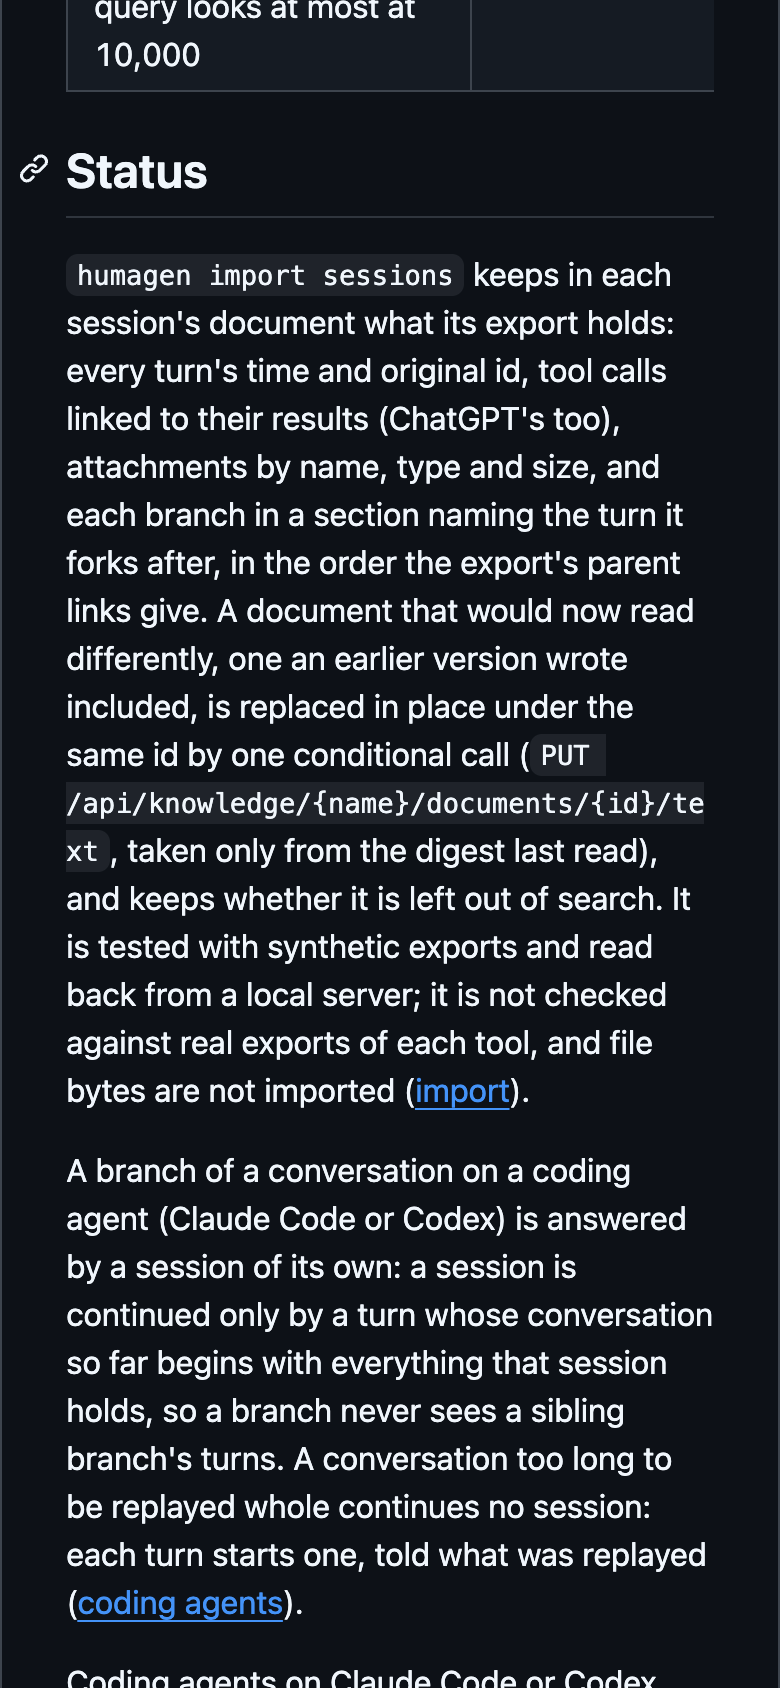 query looks at most at
10,000
Status
humagen import sessions keeps in each
session's document what its export holds:
every turn's time and original id, tool calls
linked to their results (ChatGPT's too),
attachments by name, type and size, and
each branch in a section naming the turn it
forks after, in the order the export's parent
links give. A document that would now read
differently, one an earlier version wrote
included, is replaced in place under the
same id by one conditional call ( PUT
/api/knowledge/{name}/documents/{id}/te
xt , taken only from the digest last read),
and keeps whether it is left out of search. It
is tested with synthetic exports and read
back from a local server; it is not checked
against real exports of each tool, and file
bytes are not imported (import).
A branch of a conversation on a coding
agent (Claude Code or Codex) is answered
by a session of its own: a session is
continued only by a turn whose conversation
so far begins with everything that session
holds, so a branch never sees a sibling
branch's turns. A conversation too long to
be replayed whole continues no session:
each turn starts one, told what was replayed
(coding agents).
Coding agents on Claude Code or Codex